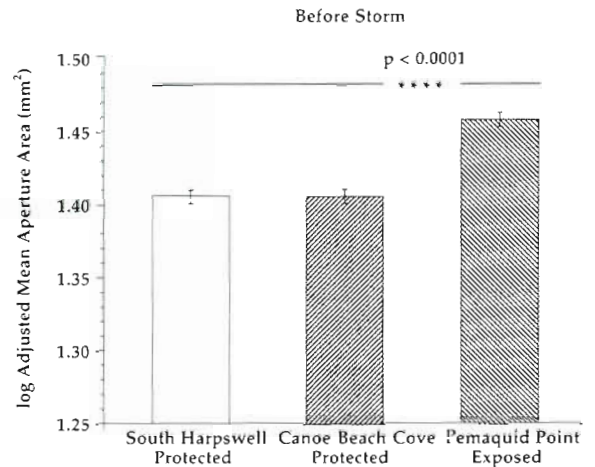 Before Storm
p < 0.0001
****
log Adjusted Mean Aperture Area (mm²)
1.50
1.45
1.40
1.35
1.30
1.25
South Harpswell Canoe Beach Cove Pemaquid Point
Protected Protected Exposed